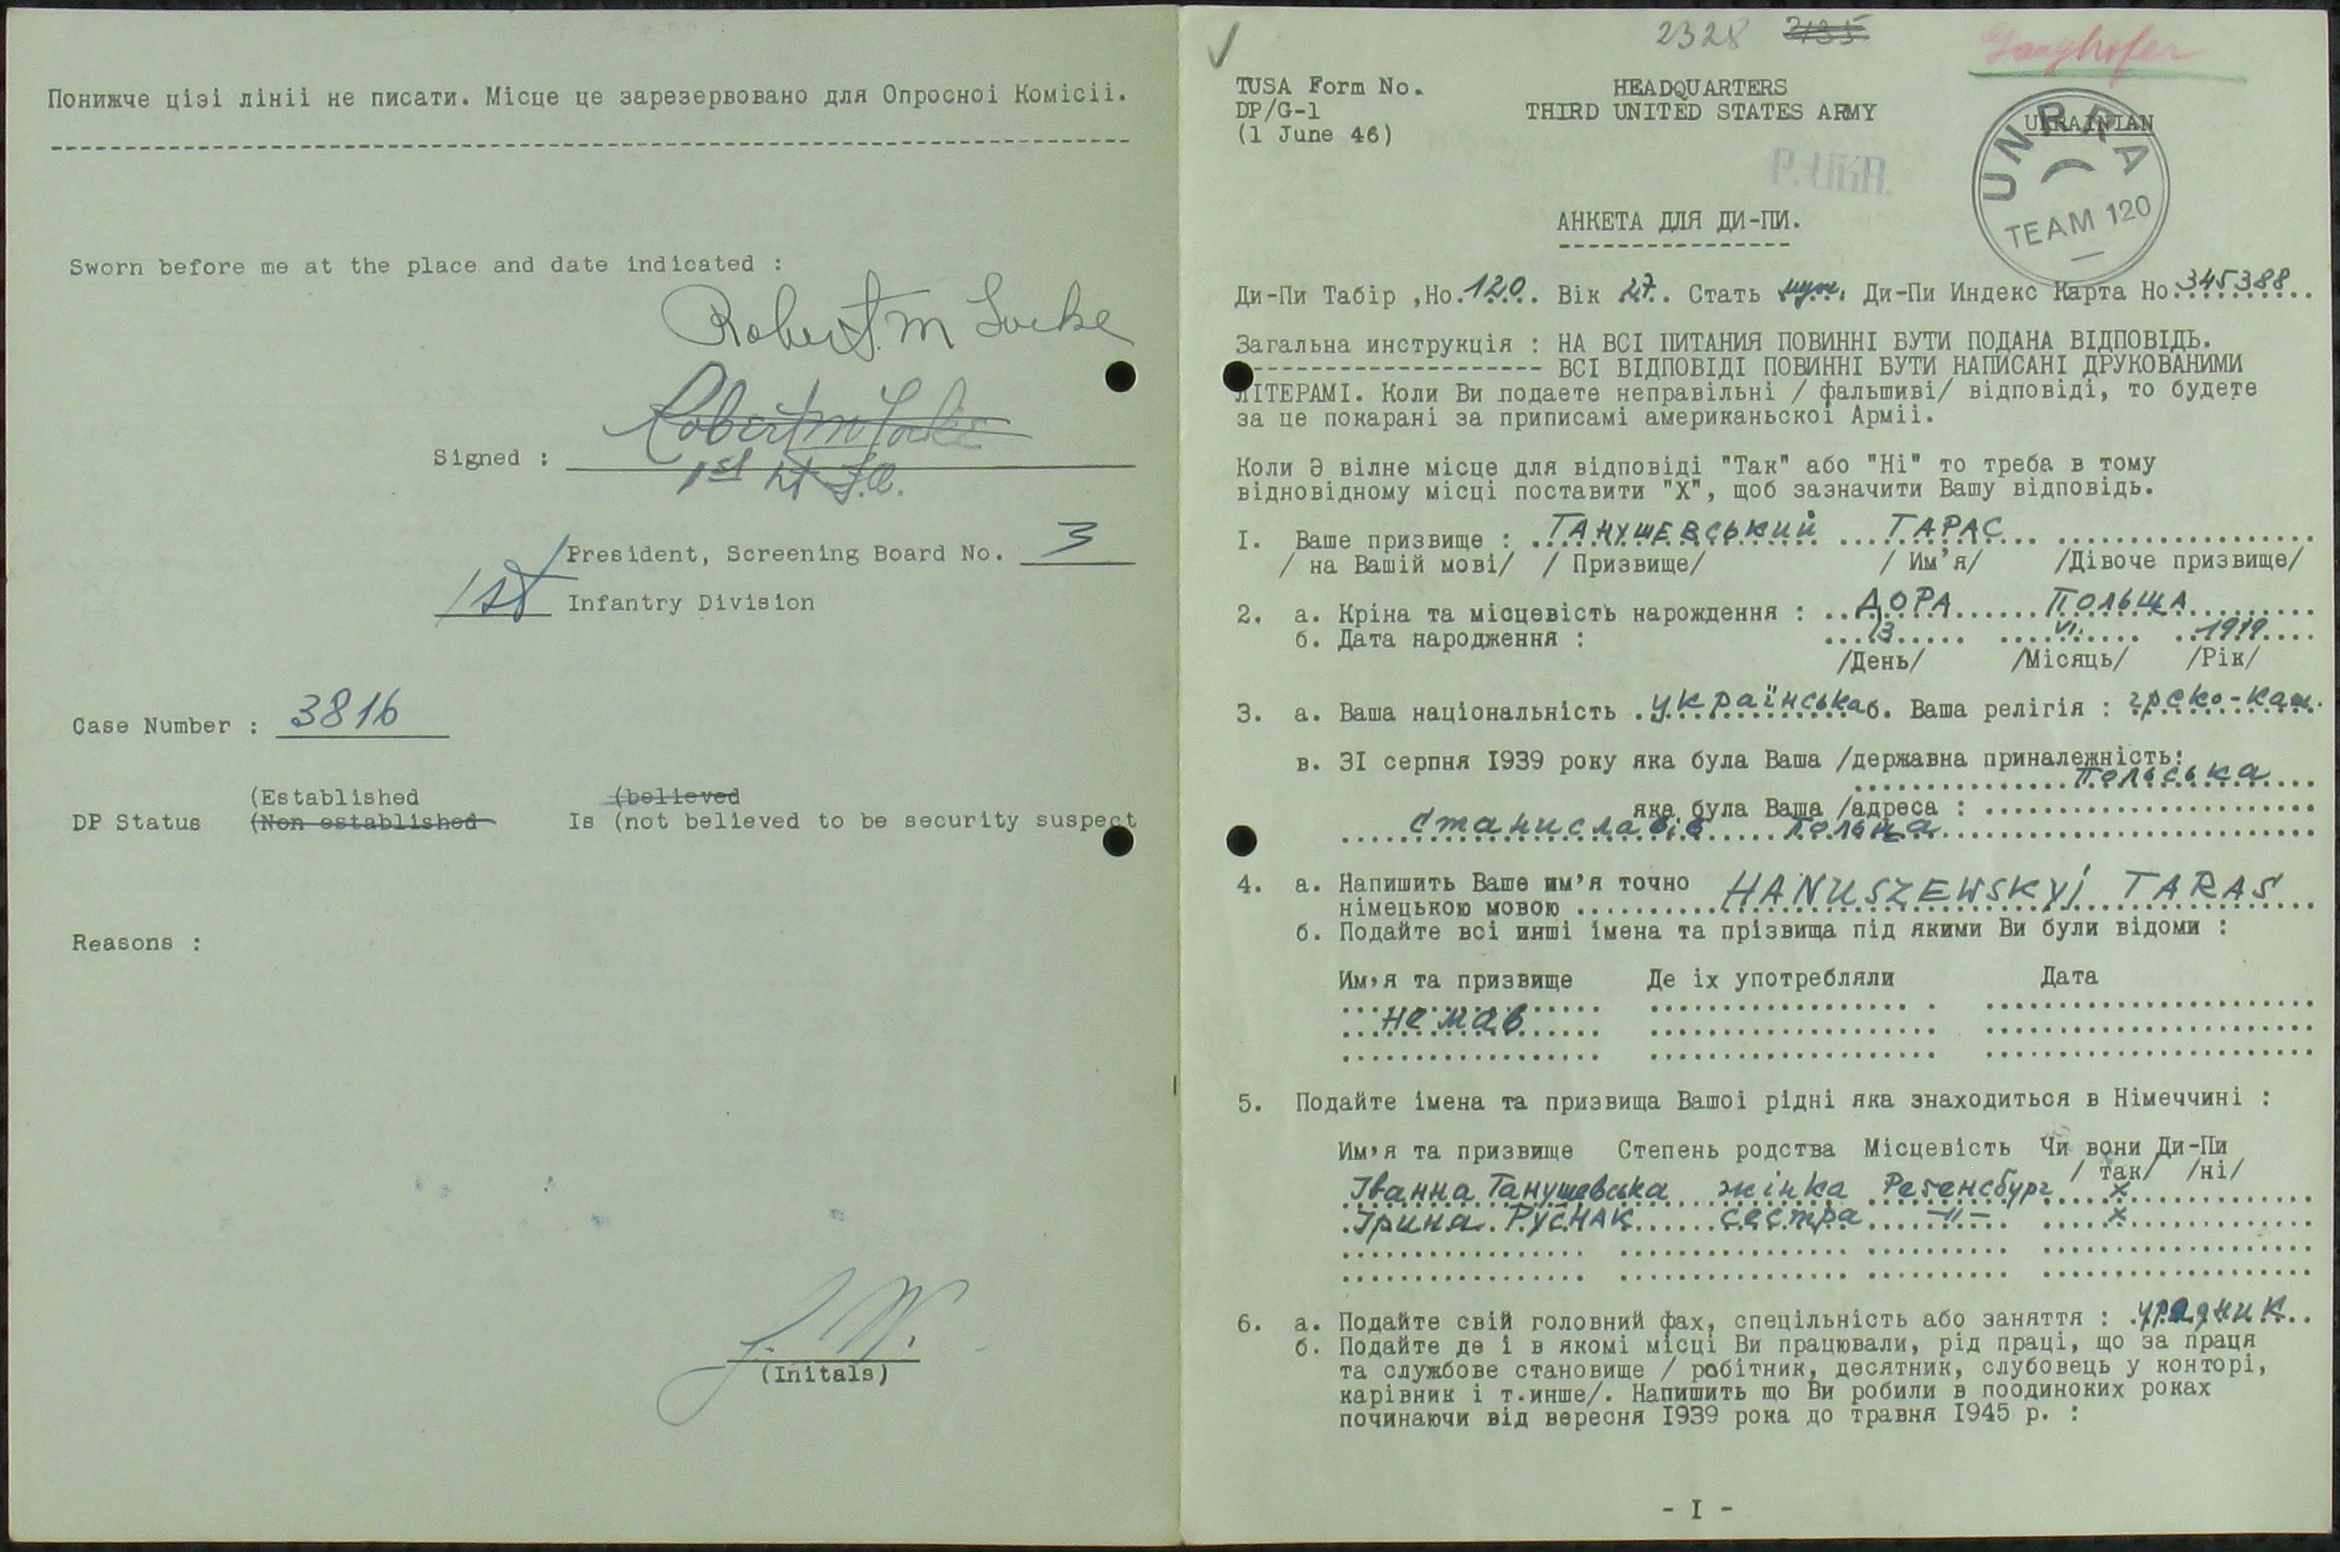 Понижче цієі лініі не писати. Місце це зарезервовано для Опросноі Комісіі.
Sworn before me at the place and date indicated :
Robert M Locke
Robert M Locke
Signed :
1st Lt F.A.
President, Screening Board No. 3
1st Infantry Division
Case Number : 3816
(Established (believed
DP Status (Non established Is (not believed to be security suspect
Reasons :
(Initals)
2328 2135
Ganghofer
TUSA Form No. HEADQUARTERS
DP/G-1 THIRD UNITED STATES ARMY UKRAINIAN
(1 June 46)
P. UKR.
UNRRA
TEAM 120
АНКЕТА ДЛЯ ДИ-ПИ.
Ди-Пи Табір ,Но. 120 Вік 27 Стать муж. Ди-Пи Индекс Карта Но. 345388
Загальна инструкція : НА ВСІ ПИТАНИЯ ПОВИННІ БУТИ ПОДАНА ВІДПОВІДЬ.
ВСІ ВІДПОВІДІ ПОВИННІ БУТИ НАПИСАНІ ДРУКОВАНИМИ
ЛІТЕРАМІ. Коли Ви подаете неправільні / фальшиві/ відповіді, то будете
за це покарані за приписамі американьскоі Арміі.
Коли Э вілне місце для відповіді "Так" або "Ні" то треба в тому
відновідному місці поставити "Х", щоб зазначити Вашу відповідь.
I. Ваше призвище : ГАНУШЕВСЬКИЙ ТАРАС
/ на Вашій мові/ / Призвище/ / Им'я/ /Дівоче призвище/
2. а. Кріна та місцевість нарождення : ДОРА ПОЛЬЩА
б. Дата народження : 13 VI. 1919
/День/ /Місяць/ /Рік/
3. а. Ваша національність українська б. Ваша релігія : греко-кат.
в. 3I серпня I939 року яка була Ваша /державна приналежність:
польська
яка була Ваша /адреса :
Станиславів Польща
4. а. Напишить Ваше им'я точно HANUSZEWSKYJ TARAS
німецькою мовою
б. Подайте всі инші імена та прізвища під якими Ви були відоми :
Им,я та призвище Де іх употребляли Дата
не мав
5. Подайте імена та призвища Вашоі рідні яка знаходиться в Німеччині :
Им,я та призвище Степень родства Місцевість Чи вони Ди-Пи
/ так/ /ні/
Іванна Ганушевська жінка Регенсбург х
Ірина РУСНАК сестра -"- х
6. а. Подайте свій головний фах, спецільність або заняття : урядник
б. Подайте де і в якомі місці Ви працювали, рід праці, що за праця
та службове становище / робітник, десятник, слубовець у конторі,
карівник і т.инше/. Напишить що Ви робили в поодиноких роках
починаючи від вересня I939 рока до травня I945 р. :
- I -